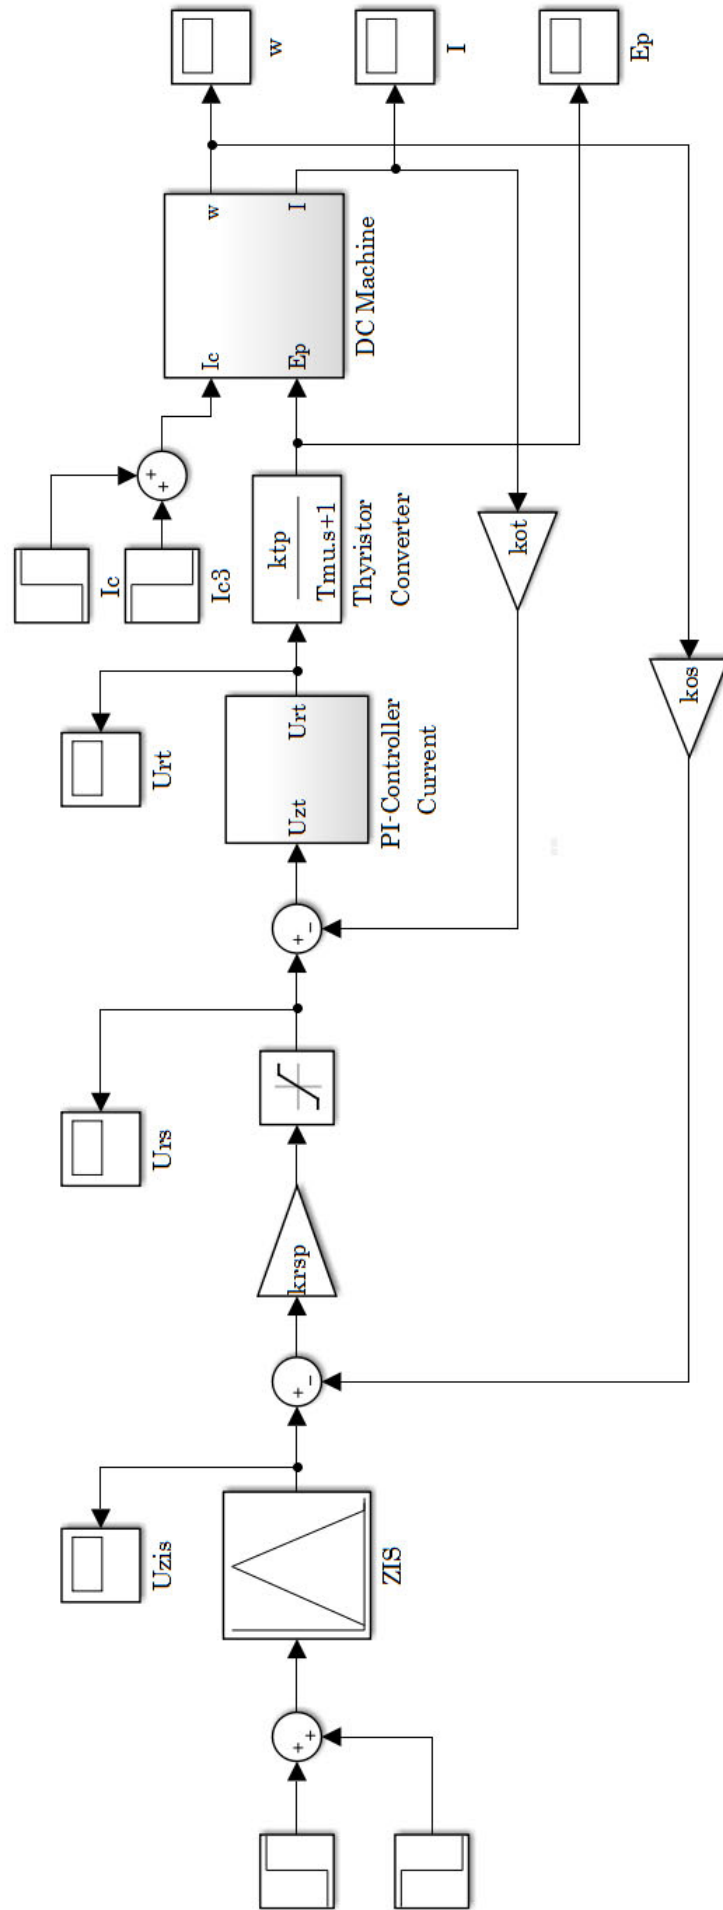 Uzis
ZIS
+
+
+
-
krsp
Urs
+
-
Uzt
Urt
PI-Controller
Current
Urt
ktp
Tmu.s+1
Thyristor
Converter
Ic
Ic3
+
+
Ic
Ep
w
I
DC Machine
kot
kos
w
I
Ep